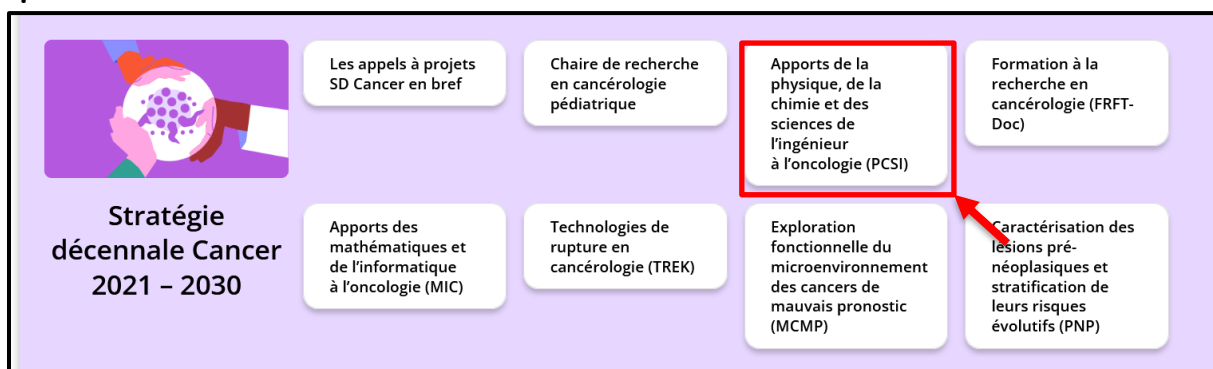 Les appels à projets
SD Cancer en bref
Chaire de recherche
en cancérologie
pédiatrique
Apports de la
physique, de la
chimie et des
sciences de
l'ingénieur
à l'oncologie (PCSI)
Formation à la
recherche en
cancérologie (FRFT-
Doc)
Stratégie
décennale Cancer
2021 – 2030
Apports des
mathématiques et
de l'informatique
à l'oncologie (MIC)
Technologies de
rupture en
cancérologie (TREK)
Exploration
fonctionnelle du
microenvironnement
des cancers de
mauvais pronostic
(MCMP)
Caractérisation des
lésions pré-
néoplasiques et
stratification de
leurs risques
évolutifs (PNP)